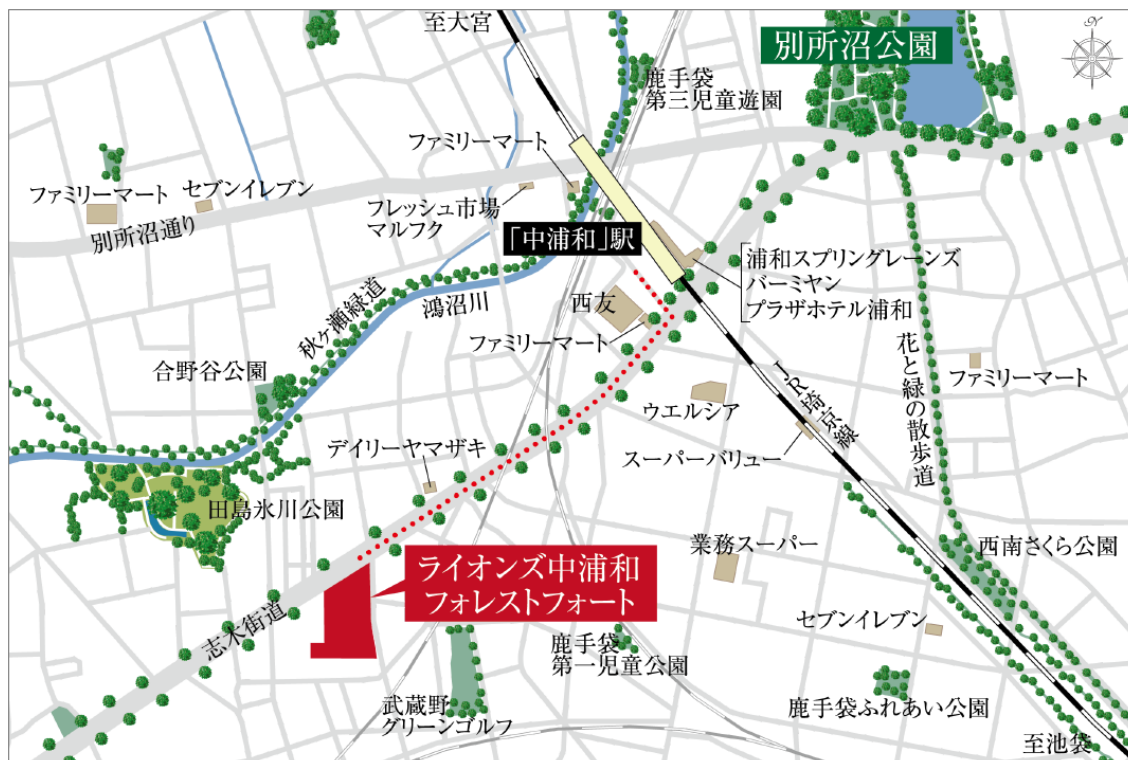 至大宮
別所沼公園
N
鹿手袋
第三児童遊園
ファミリーマート
ファミリーマート
セブンイレブン
フレッシュ市場
マルフク
別所沼通り
「中浦和」駅
浦和スプリングレーンズ
バーミヤン
プラザホテル浦和
秋ヶ瀬緑道
鴻沼川
西友
ファミリーマート
合野谷公園
ウエルシア
JR埼京線
花と緑の散歩道
ファミリーマート
デイリーヤマザキ
スーパーバリュー
田島氷川公園
業務スーパー
西南さくら公園
ライオンズ中浦和
フォレストフォート
志木街道
セブンイレブン
鹿手袋
第一児童公園
武蔵野
グリーンゴルフ
鹿手袋ふれあい公園
至池袋